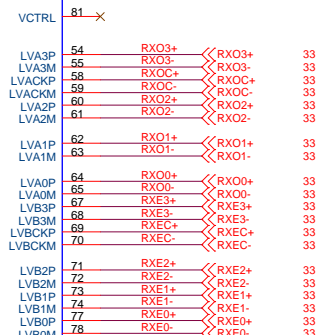 VCTRL 81
LVA3P 54 RXO3+ RXO3+ 33
LVA3M 55 RXO3- RXO3- 33
LVACKP 58 RXOC+ RXOC+ 33
LVACKM 59 RXOC- RXOC- 33
LVA2P 60 RXO2+ RXO2+ 33
LVA2M 61 RXO2- RXO2- 33
LVA1P 62 RXO1+ RXO1+ 33
LVA1M 63 RXO1- RXO1- 33
LVA0P 64 RXO0+ RXO0+ 33
LVA0M 65 RXO0- RXO0- 33
LVB3P 67 RXE3+ RXE3+ 33
LVB3M 68 RXE3- RXE3- 33
LVBCKP 69 RXEC+ RXEC+ 33
LVBCKM 70 RXEC- RXEC- 33
LVB2P 71 RXE2+ RXE2+ 33
LVB2M 72 RXE2- RXE2- 33
LVB1P 73 RXE1+ RXE1+ 33
LVB1M 74 RXE1- RXE1- 33
LVB0P 77 RXE0+ RXE0+ 33
LVB0M 78 RXE0- RXE0- 33